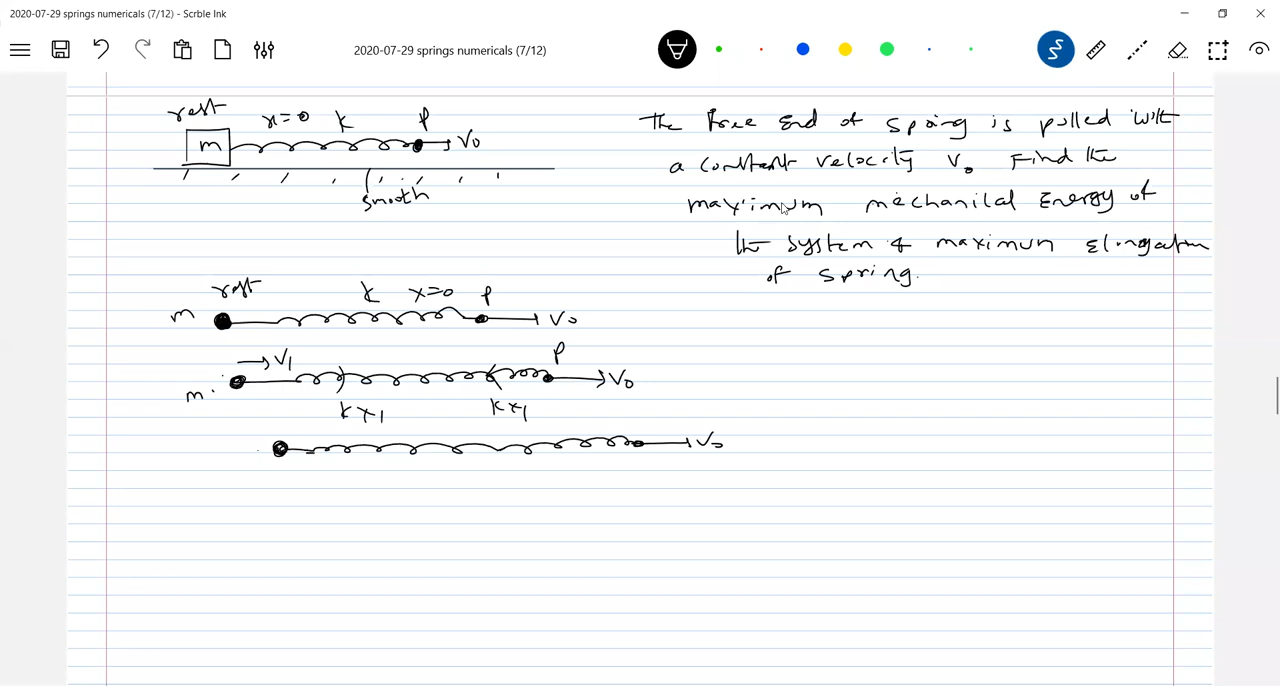 2020-07-29 springs numericals (7/12) - Scrble Ink
2020-07-29 springs numericals (7/12)
rest x=0 k P
m V0
smooth
The Free End of spring is pulled with
a constant velocity V0 Find the
maximum mechanical Energy of
the system & maximum Elongation
of spring.
rest k x=0 P
m V0
V1 P
m V0
kx1 kx1
V0